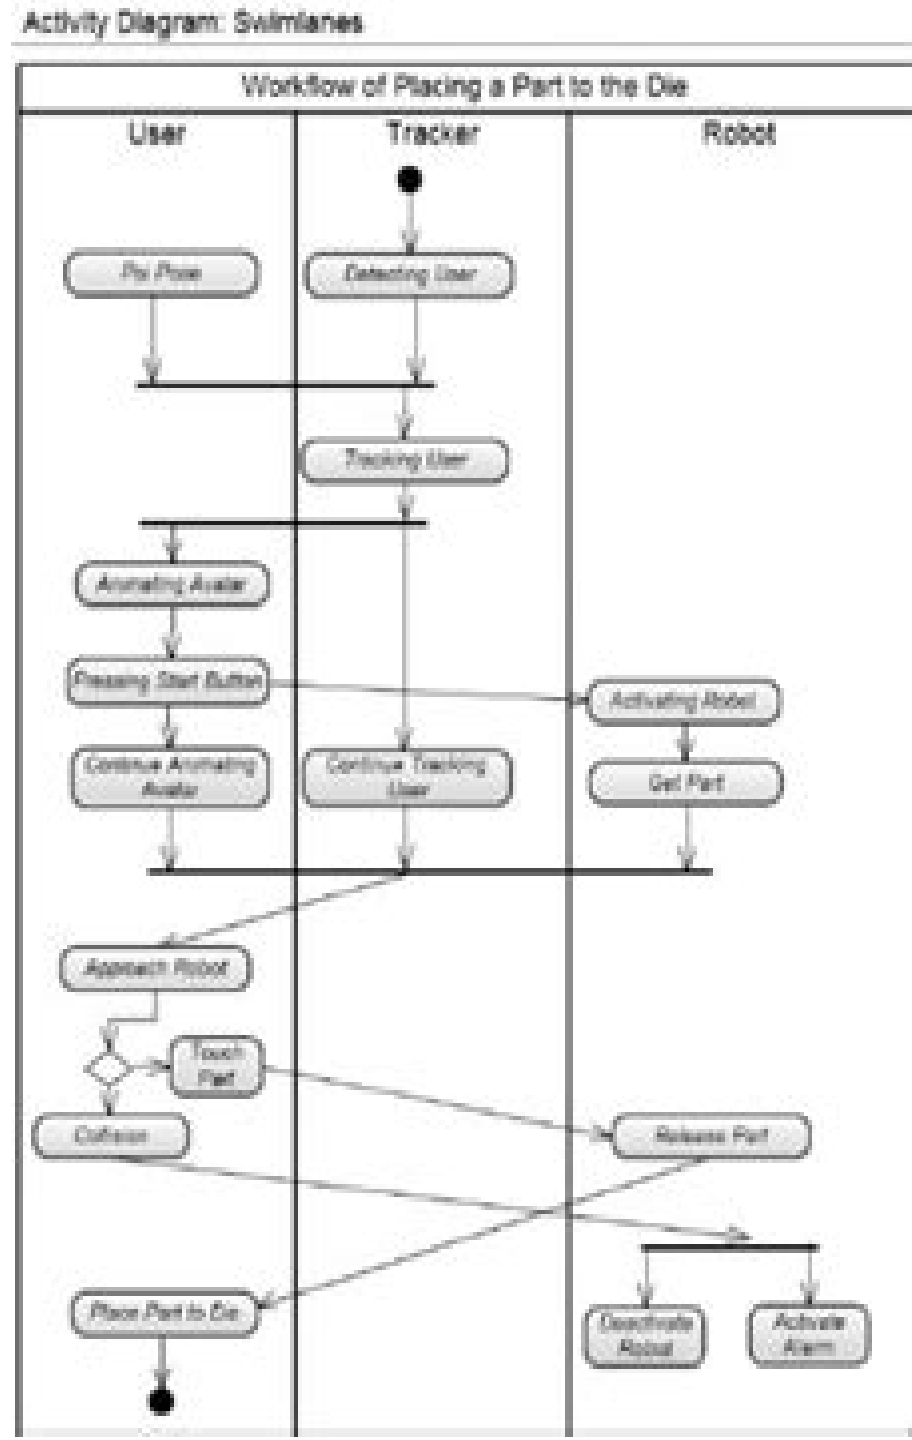 Activity Diagram: Swimlanes
Workflow of Placing a Part to the Die
User
Tracker
Robot
Psi Pose
Detecting User
Tracking User
Animating Avatar
Pressing Start Button
Activating Robot
Continue Animating
Avatar
Continue Tracking
User
Get Part
Approach Robot
Touch
Part
Collision
Release Part
Place Part to Die
Deactivate
Robot
Activate
Alarm